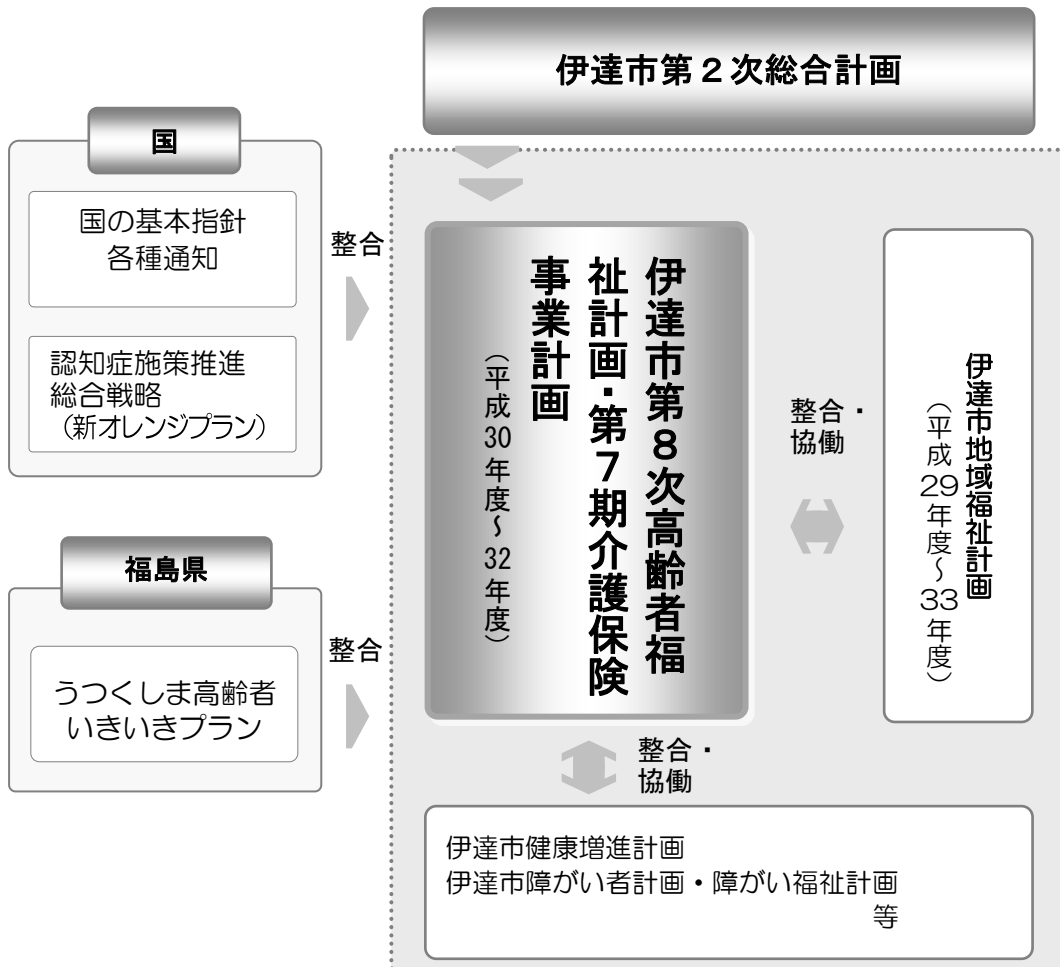 伊達市第２次総合計画
国
国の基本指針
各種通知
認知症施策推進
総合戦略
（新オレンジプラン）
整合
福島県
うつくしま高齢者
いきいきプラン
整合
伊達市第８次高齢者福
祉計画・第７期介護保険
事業計画
（平成30年度～32年度）
整合・
協働
伊達市地域福祉計画
（平成29年度～33年度）
整合・
協働
伊達市健康増進計画
伊達市障がい者計画・障がい福祉計画
等